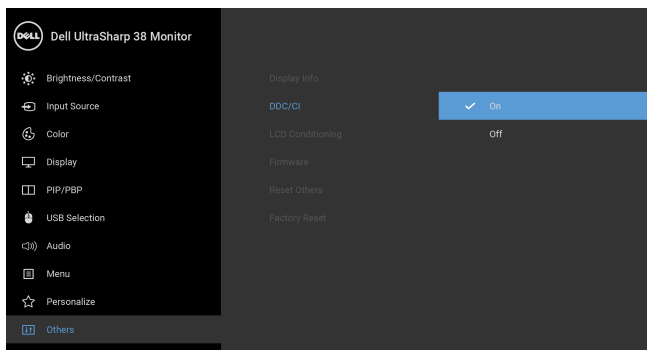 DELL Dell UltraSharp 38 Monitor
Brightness/Contrast
Input Source
Color
Display
PIP/PBP
USB Selection
Audio
Menu
Personalize
Others
Display Info
DDC/CI
LCD Conditioning
Firmware
Reset Others
Factory Reset
On
Off